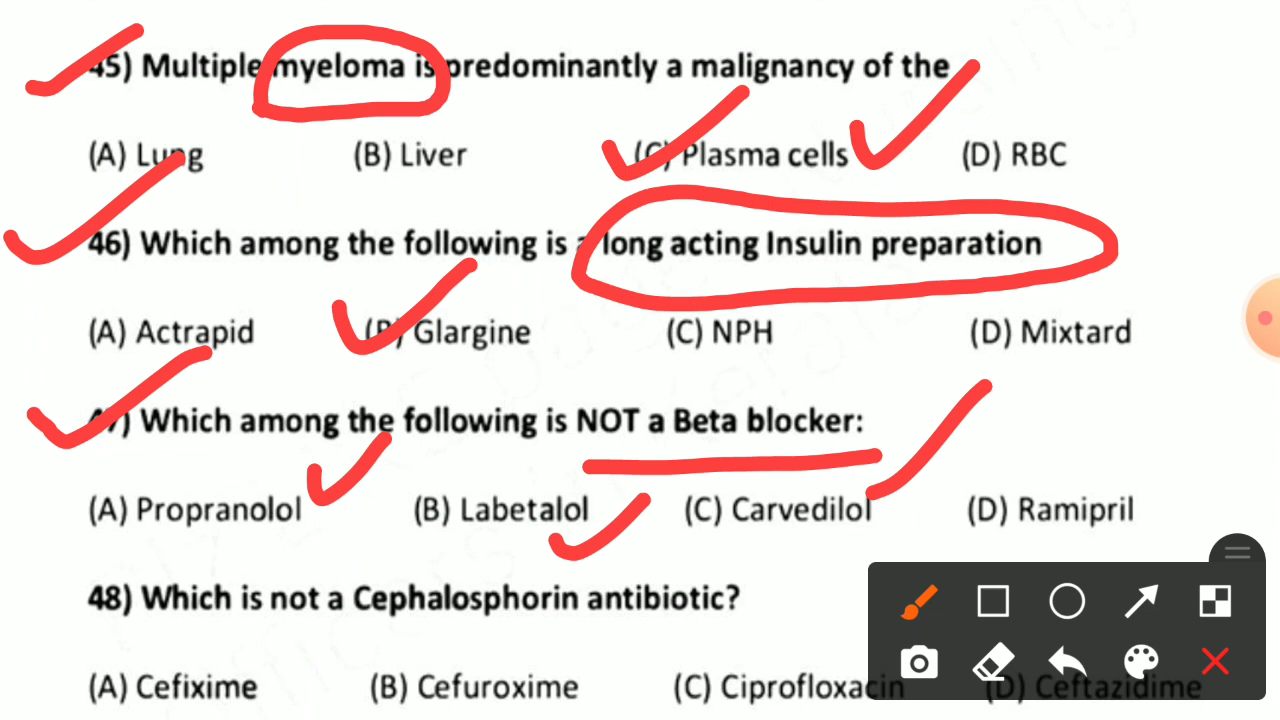 45) Multiple myeloma is predominantly a malignancy of the
(A) Lung (B) Liver (C) Plasma cells (D) RBC
46) Which among the following is a long acting Insulin preparation
(A) Actrapid (B) Glargine (C) NPH (D) Mixtard
47) Which among the following is NOT a Beta blocker:
(A) Propranolol (B) Labetalol (C) Carvedilol (D) Ramipril
48) Which is not a Cephalosphorin antibiotic?
(A) Cefixime (B) Cefuroxime (C) Ciprofloxacin (D) Ceftazidime